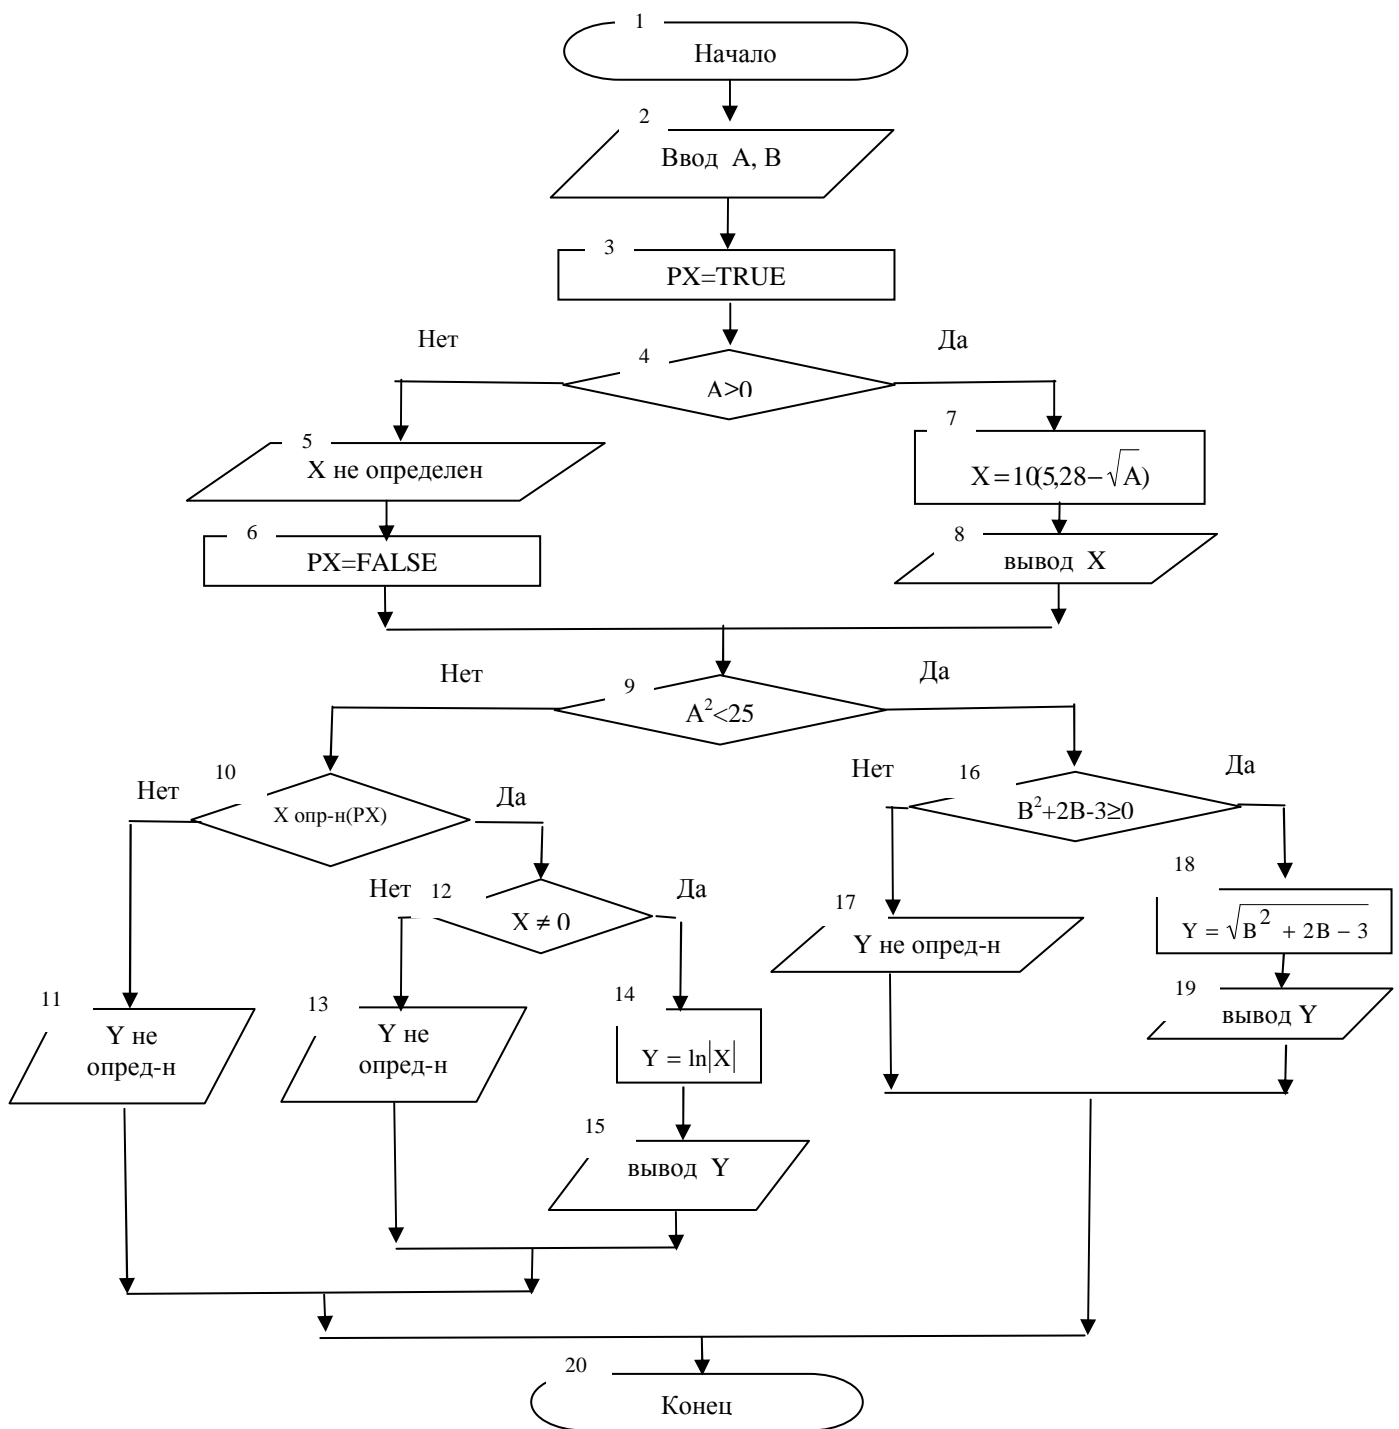 1
Начало
2
Ввод A, B
3
PX=TRUE
Нет
Да
4
A>0
5
X не определен
7
X=10(5,28−√A)
6
PX=FALSE
8
вывод X
Нет
Да
9
A²<25
10
Нет
X опр-н(PX)
Да
Нет
16
Да
B²+2B-3≥0
Нет
12
Да
X ≠ 0
17
Y не опред-н
18
Y = √B² + 2B − 3
11
Y не
опред-н
13
Y не
опред-н
14
Y = ln|X|
19
вывод Y
15
вывод Y
20
Конец